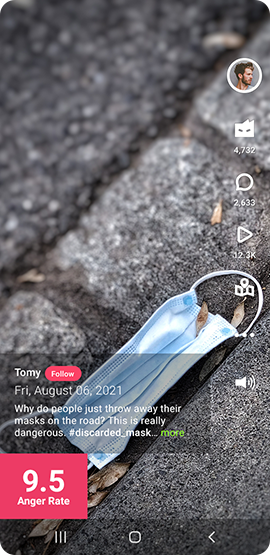 4,732
2,633
12.3K
Tomy Follow
Fri, August 06, 2021
Why do people just throw away their
masks on the road? This is really
dangerous. #discarded_mask... more
9.5
Anger Rate